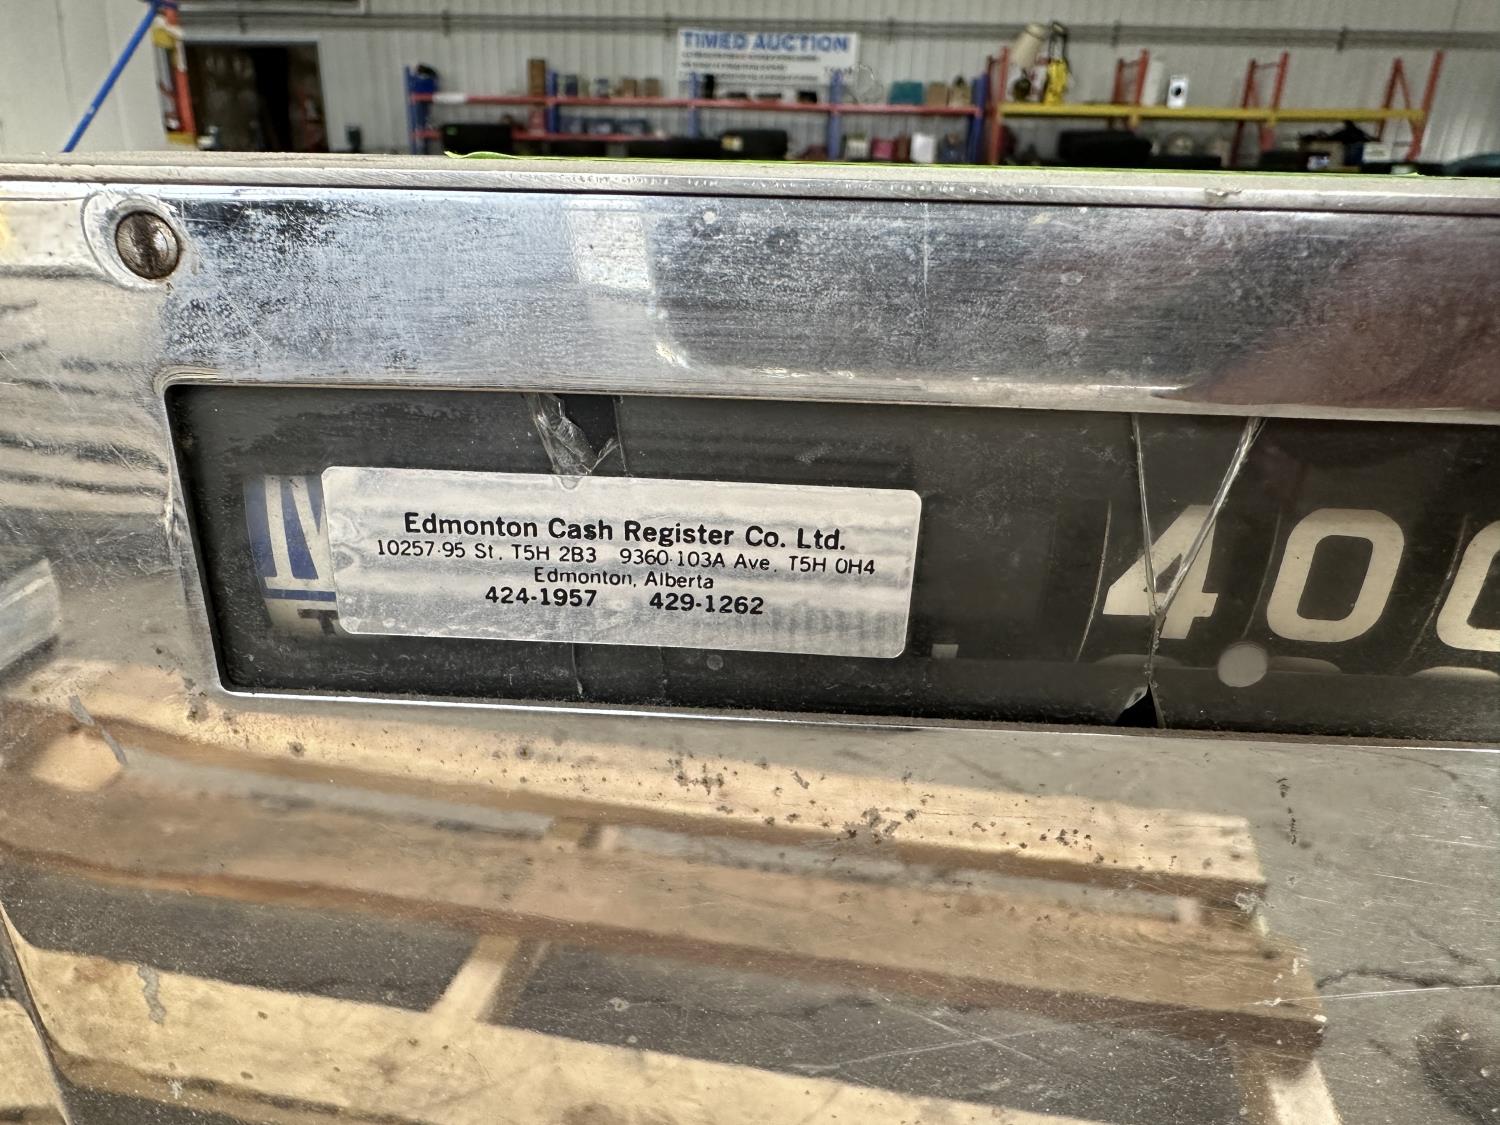 TIMED AUCTION
Edmonton Cash Register Co. Ltd.
10257-95 St. T5H 2B3 9360-103A Ave. T5H 0H4
Edmonton, Alberta
424-1957 429-1262
400